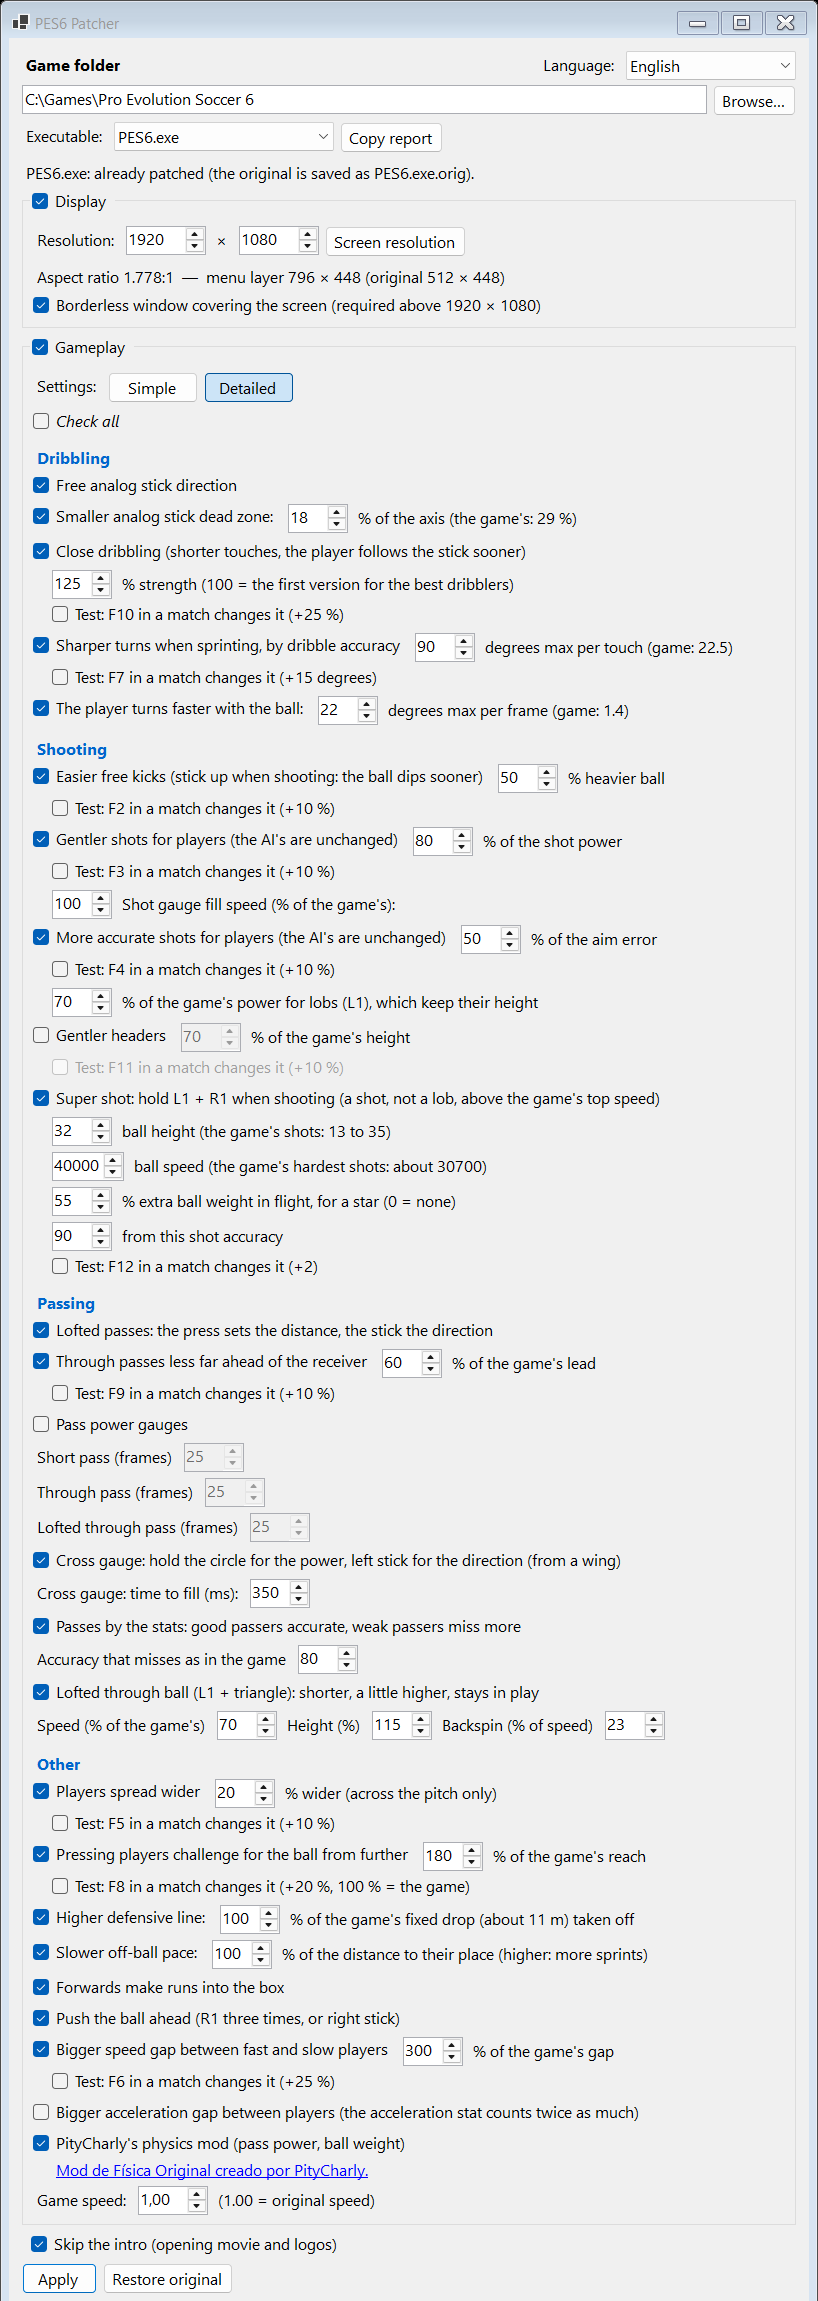 PES6 Patcher
Game folder
Language: English
C:\Games\Pro Evolution Soccer 6 Browse...
Executable: PES6.exe Copy report
PES6.exe: already patched (the original is saved as PES6.exe.orig).
Display
Resolution: 1920 × 1080 Screen resolution
Aspect ratio 1.778:1 — menu layer 796 × 448 (original 512 × 448)
Borderless window covering the screen (required above 1920 × 1080)
Gameplay
Settings: Simple Detailed
Check all
Dribbling
Free analog stick direction
Smaller analog stick dead zone: 18 % of the axis (the game's: 29 %)
Close dribbling (shorter touches, the player follows the stick sooner)
125 % strength (100 = the first version for the best dribblers)
Test: F10 in a match changes it (+25 %)
Sharper turns when sprinting, by dribble accuracy 90 degrees max per touch (game: 22.5)
Test: F7 in a match changes it (+15 degrees)
The player turns faster with the ball: 22 degrees max per frame (game: 1.4)
Shooting
Easier free kicks (stick up when shooting: the ball dips sooner) 50 % heavier ball
Test: F2 in a match changes it (+10 %)
Gentler shots for players (the AI's are unchanged) 80 % of the shot power
Test: F3 in a match changes it (+10 %)
100 Shot gauge fill speed (% of the game's):
More accurate shots for players (the AI's are unchanged) 50 % of the aim error
Test: F4 in a match changes it (+10 %)
70 % of the game's power for lobs (L1), which keep their height
Gentler headers 70 % of the game's height
Test: F11 in a match changes it (+10 %)
Super shot: hold L1 + R1 when shooting (a shot, not a lob, above the game's top speed)
32 ball height (the game's shots: 13 to 35)
40000 ball speed (the game's hardest shots: about 30700)
55 % extra ball weight in flight, for a star (0 = none)
90 from this shot accuracy
Test: F12 in a match changes it (+2)
Passing
Lofted passes: the press sets the distance, the stick the direction
Through passes less far ahead of the receiver 60 % of the game's lead
Test: F9 in a match changes it (+10 %)
Pass power gauges
Short pass (frames) 25
Through pass (frames) 25
Lofted through pass (frames) 25
Cross gauge: hold the circle for the power, left stick for the direction (from a wing)
Cross gauge: time to fill (ms): 350
Passes by the stats: good passers accurate, weak passers miss more
Accuracy that misses as in the game 80
Lofted through ball (L1 + triangle): shorter, a little higher, stays in play
Speed (% of the game's) 70 Height (%) 115 Backspin (% of speed) 23
Other
Players spread wider 20 % wider (across the pitch only)
Test: F5 in a match changes it (+10 %)
Pressing players challenge for the ball from further 180 % of the game's reach
Test: F8 in a match changes it (+20 %, 100 % = the game)
Higher defensive line: 100 % of the game's fixed drop (about 11 m) taken off
Slower off-ball pace: 100 % of the distance to their place (higher: more sprints)
Forwards make runs into the box
Push the ball ahead (R1 three times, or right stick)
Bigger speed gap between fast and slow players 300 % of the game's gap
Test: F6 in a match changes it (+25 %)
Bigger acceleration gap between players (the acceleration stat counts twice as much)
PityCharly's physics mod (pass power, ball weight)
Mod de Física Original creado por PityCharly.
Game speed: 1,00 (1.00 = original speed)
Skip the intro (opening movie and logos)
Apply Restore original